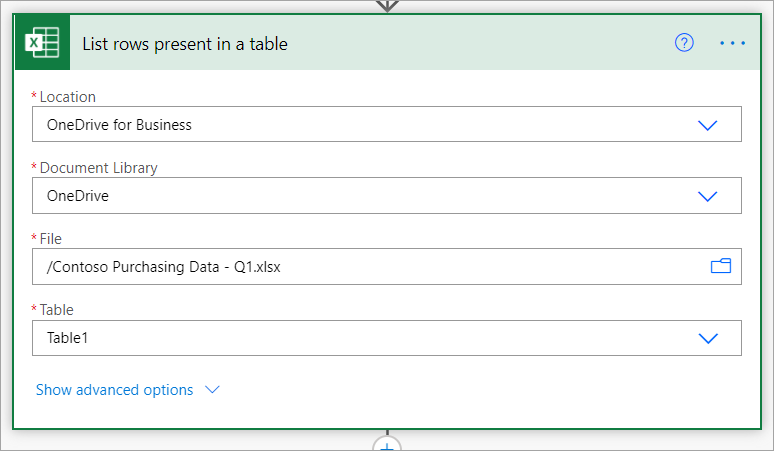 List rows present in a table
* Location
OneDrive for Business
* Document Library
OneDrive
* File
/Contoso Purchasing Data - Q1.xlsx
* Table
Table1
Show advanced options